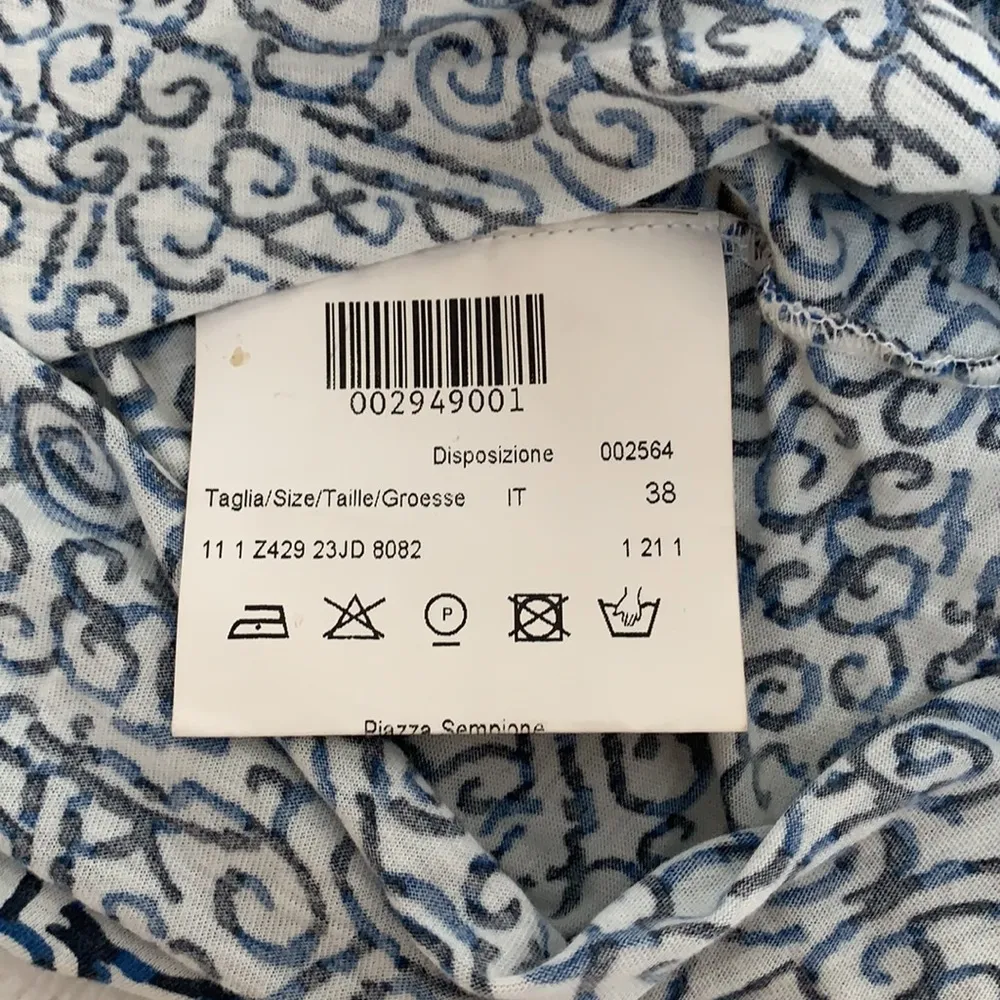 002949001
Disposizione 002564
Taglia/Size/Taille/Groesse IT 38
11 1 Z429 23JD 8082 1 21 1
P
Piazza Sempione